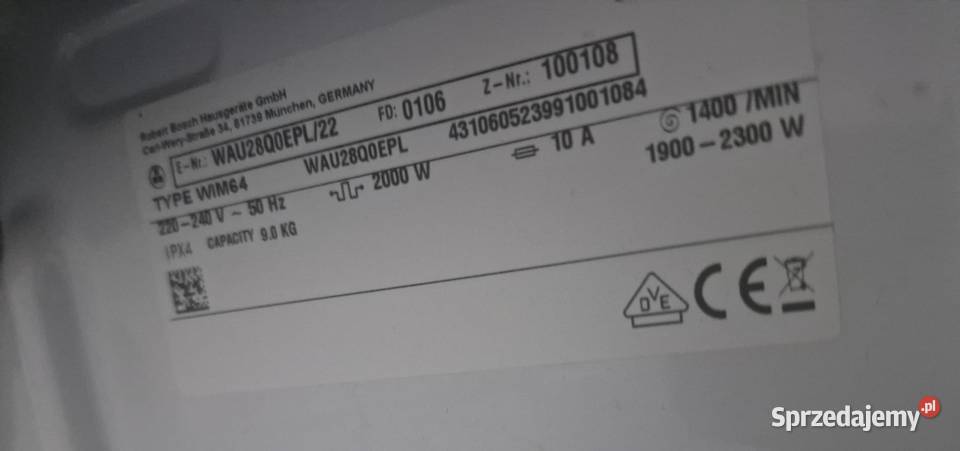 Robert Bosch Hausgeräte GmbH
Carl-Wery-Straße 34, 81739 München, GERMANY
E-Nr.: WAU28Q0EPL/22 FD: 0106 Z-Nr.: 100108
TYPE WIM64 WAU28Q0EPL 431060523991001084
220-240 V ~ 50 Hz 2000 W 10 A 1400 /MIN
IPX4 CAPACITY 9.0 KG 1900-2300 W
DVE
CE
Sprzedajemy.pl